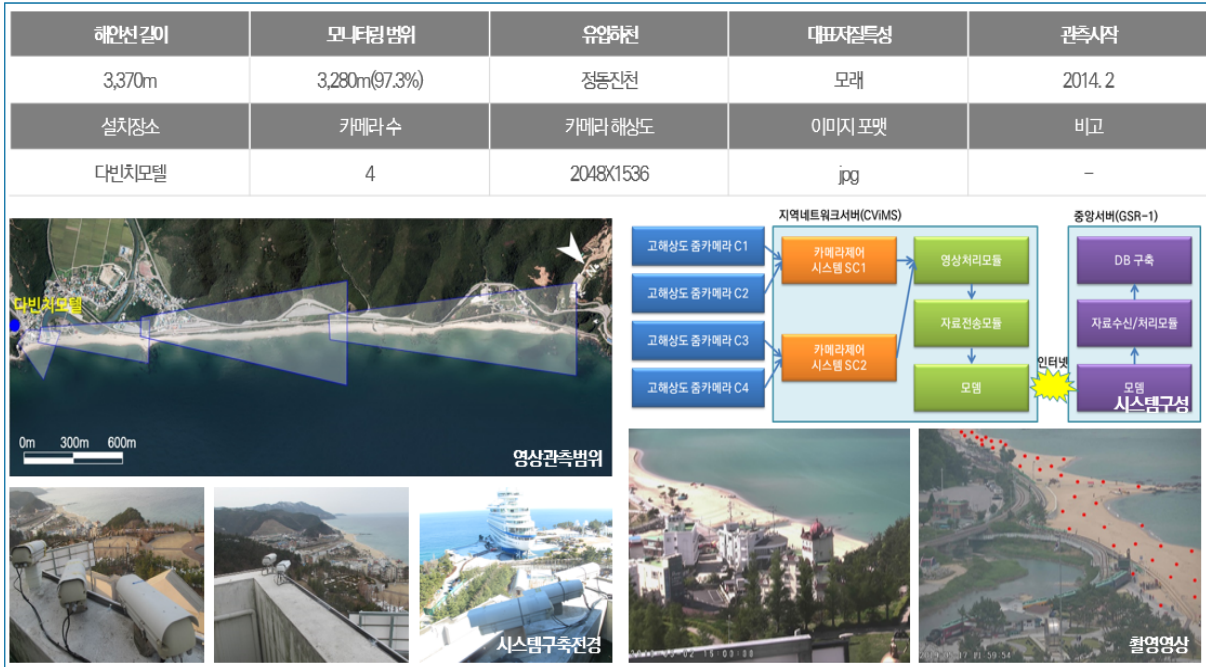 해안선 길이 모니터링 범위 유입하천 대표저질특성 관측시작
3,370m 3,280m(97.3%) 정동진천 모래 2014. 2
설치장소 카메라 수 카메라 해상도 이미지 포맷 비고
다빈치모텔 4 2048X1536 jpg -
다빈치모텔
0m 300m 600m
영상관측범위
지역네트워크서버(CViMS)
중앙서버(GSR-1)
고해상도 줌카메라 C1
고해상도 줌카메라 C2
고해상도 줌카메라 C3
고해상도 줌카메라 C4
카메라제어
시스템 SC1
카메라제어
시스템 SC2
영상처리모듈
자료전송모듈
모뎀
인터넷
DB 구축
자료수신/처리모듈
모뎀
시스템구성
시스템구축전경
촬영영상